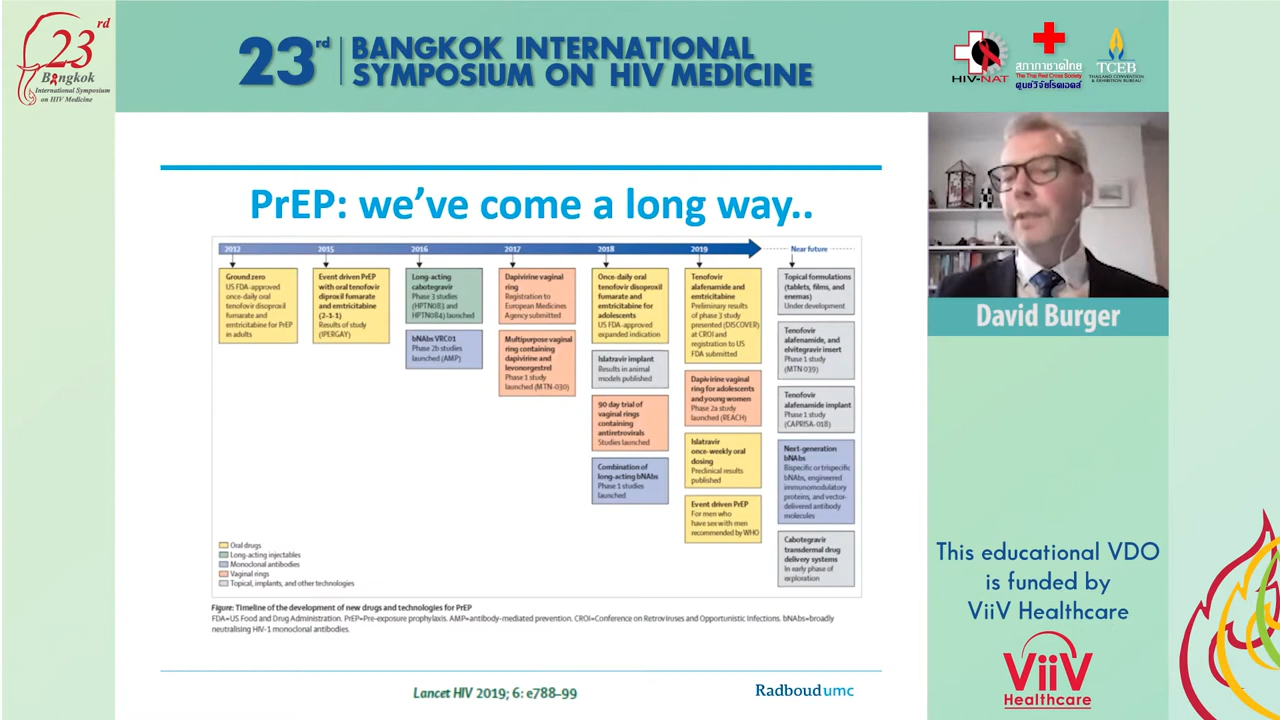 23rd
Bangkok
International Symposium
on HIV Medicine
23rd BANGKOK INTERNATIONAL
SYMPOSIUM ON HIV MEDICINE
HIV-NAT
สภากาชาดไทย
The Thai Red Cross Society
ศูนย์วิจัยโรคเอดส์
TCEB
THAILAND CONVENTION
& EXHIBITION BUREAU
PrEP: we've come a long way..
2012
2015
2016
2017
2018
2019
Near future
Ground zero
US FDA-approved
once-daily oral
tenofovir disoproxil
fumarate and
emtricitabine for PrEP
in adults
Event driven PrEP
with oral tenofovir
diproxil fumarate
and emtricitabine
(2-1-1)
Results of study
(IPERGAY)
Long-acting
cabotegravir
Phase 3 studies
(HPTN083 and
HPTN084) launched
bNAbs VRC01
Phase 2b studies
launched (AMP)
Dapivirine vaginal
ring
Registration to
European Medicines
Agency submitted
Multipurpose vaginal
ring containing
dapivirine and
levonorgestrel
Phase 1 study
launched (MTN-030)
Once-daily oral
tenofovir disoproxil
fumarate and
emtricitabine for
adolescents
US FDA-approved
expanded indication
Islatravir implant
Results in animal
models published
90 day trial of
vaginal rings
containing
antiretrovirals
Studies launched
Combination of
long-acting bNAbs
Phase 1 studies
launched
Tenofovir
alafenamide and
emtricitabine
Preliminary results
of phase 3 study
presented (DISCOVER)
at CROI and
registration to US
FDA submitted
Dapivirine vaginal
ring for adolescents
and young women
Phase 2a study
launched (REACH)
Islatravir
once-weekly oral
dosing
Preclinical results
published
Event driven PrEP
For men who
have sex with men
recommended by WHO
Topical formulations
(tablets, films, and
enemas)
Under development
Tenofovir
alafenamide, and
elvitegravir insert
Phase 1 study
(MTN 039)
Tenofovir
alafenamide implant
Phase 1 study
(CAPRISA-018)
Next-generation
bNAbs
Bispecific or trispecific
bNAbs, engineered
immunomodulatory
proteins, and vector-
delivered antibody
molecules
Cabotegravir
transdermal drug
delivery systems
In early phase of
exploration
Oral drugs
Long-acting injectables
Monoclonal antibodies
Vaginal rings
Topical, implants, and other technologies
Figure: Timeline of the development of new drugs and technologies for PrEP
FDA=US Food and Drug Administration. PrEP=Pre-exposure prophylaxis. AMP=antibody-mediated prevention. CROI=Conference on Retroviruses and Opportunistic Infections. bNAbs=broadly
neutralising HIV-1 monoclonal antibodies.
Lancet HIV 2019; 6: e788–99
Radboudumc
David Burger
This educational VDO
is funded by
ViiV Healthcare
ViiV
Healthcare